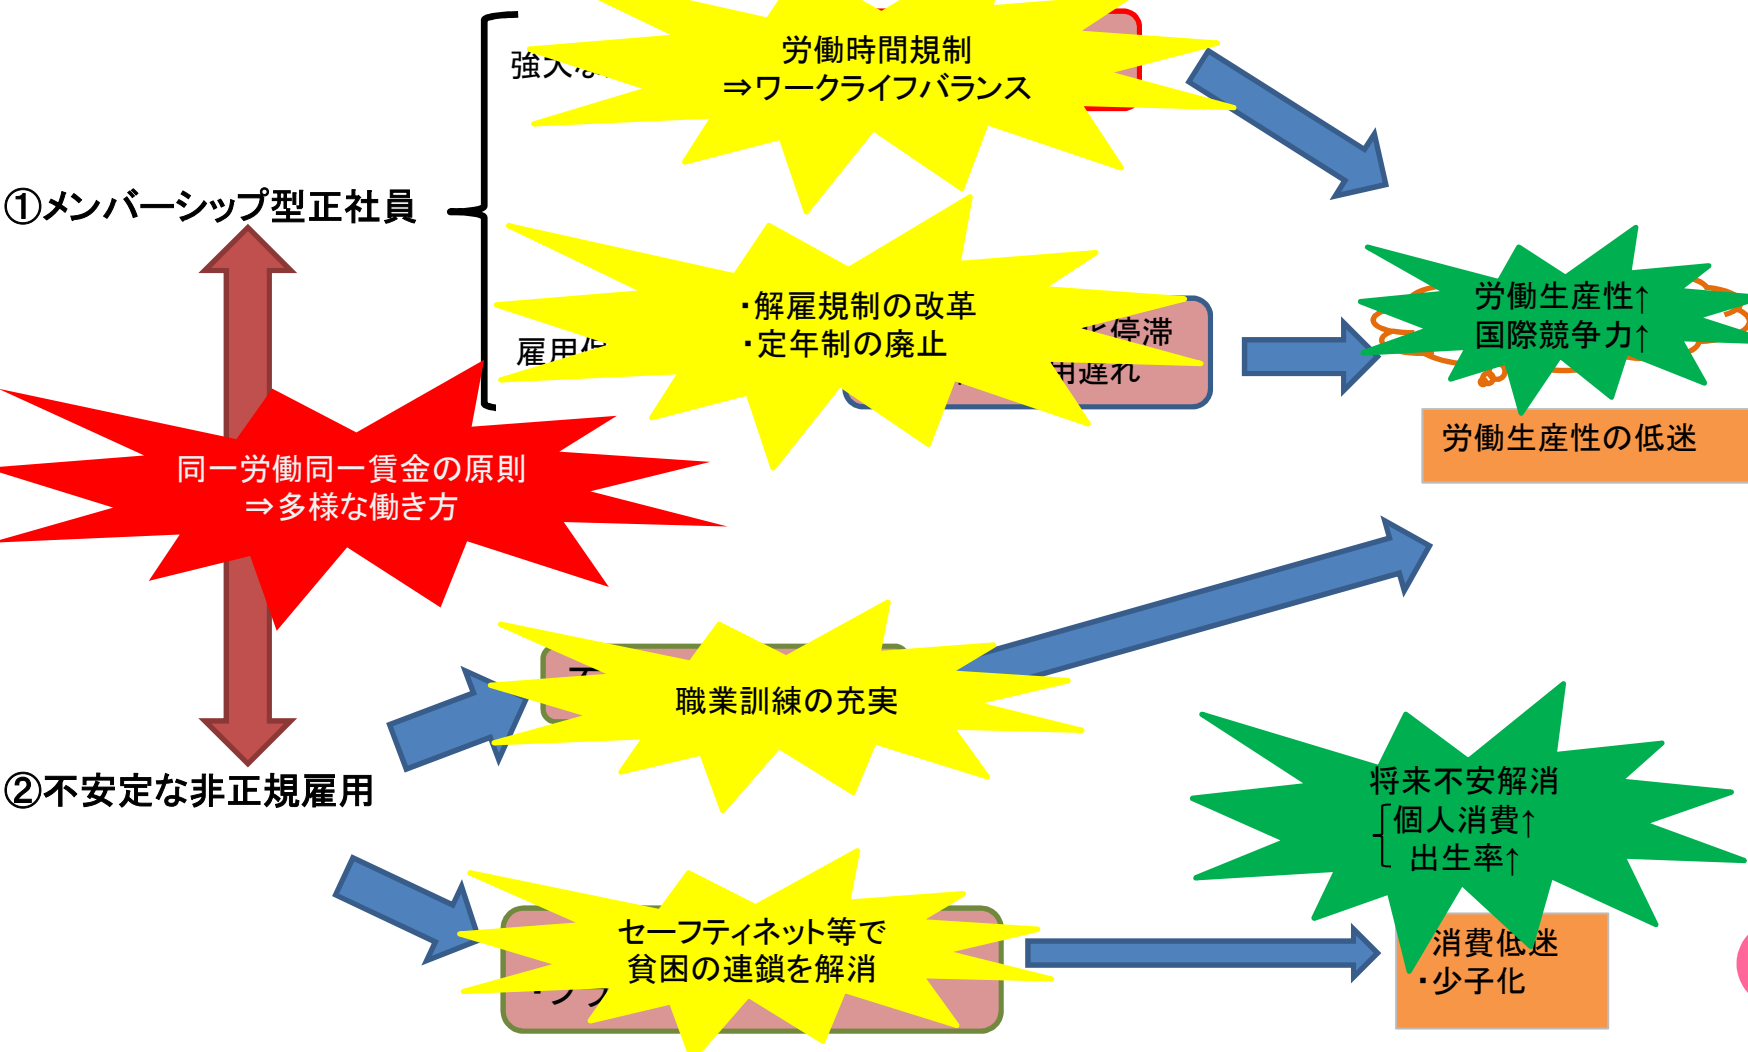 労働時間規制
⇒ワークライフバランス
①メンバーシップ型正社員
・解雇規制の改革
・定年制の廃止
停滞
用遅れ
雇用
労働生産性↑
国際競争力↑
労働生産性の低迷
同一労働同一賃金の原則
⇒多様な働き方
職業訓練の充実
②不安定な非正規雇用
将来不安解消
個人消費↑
出生率↑
セーフティネット等で
貧困の連鎖を解消
消費低迷
・少子化